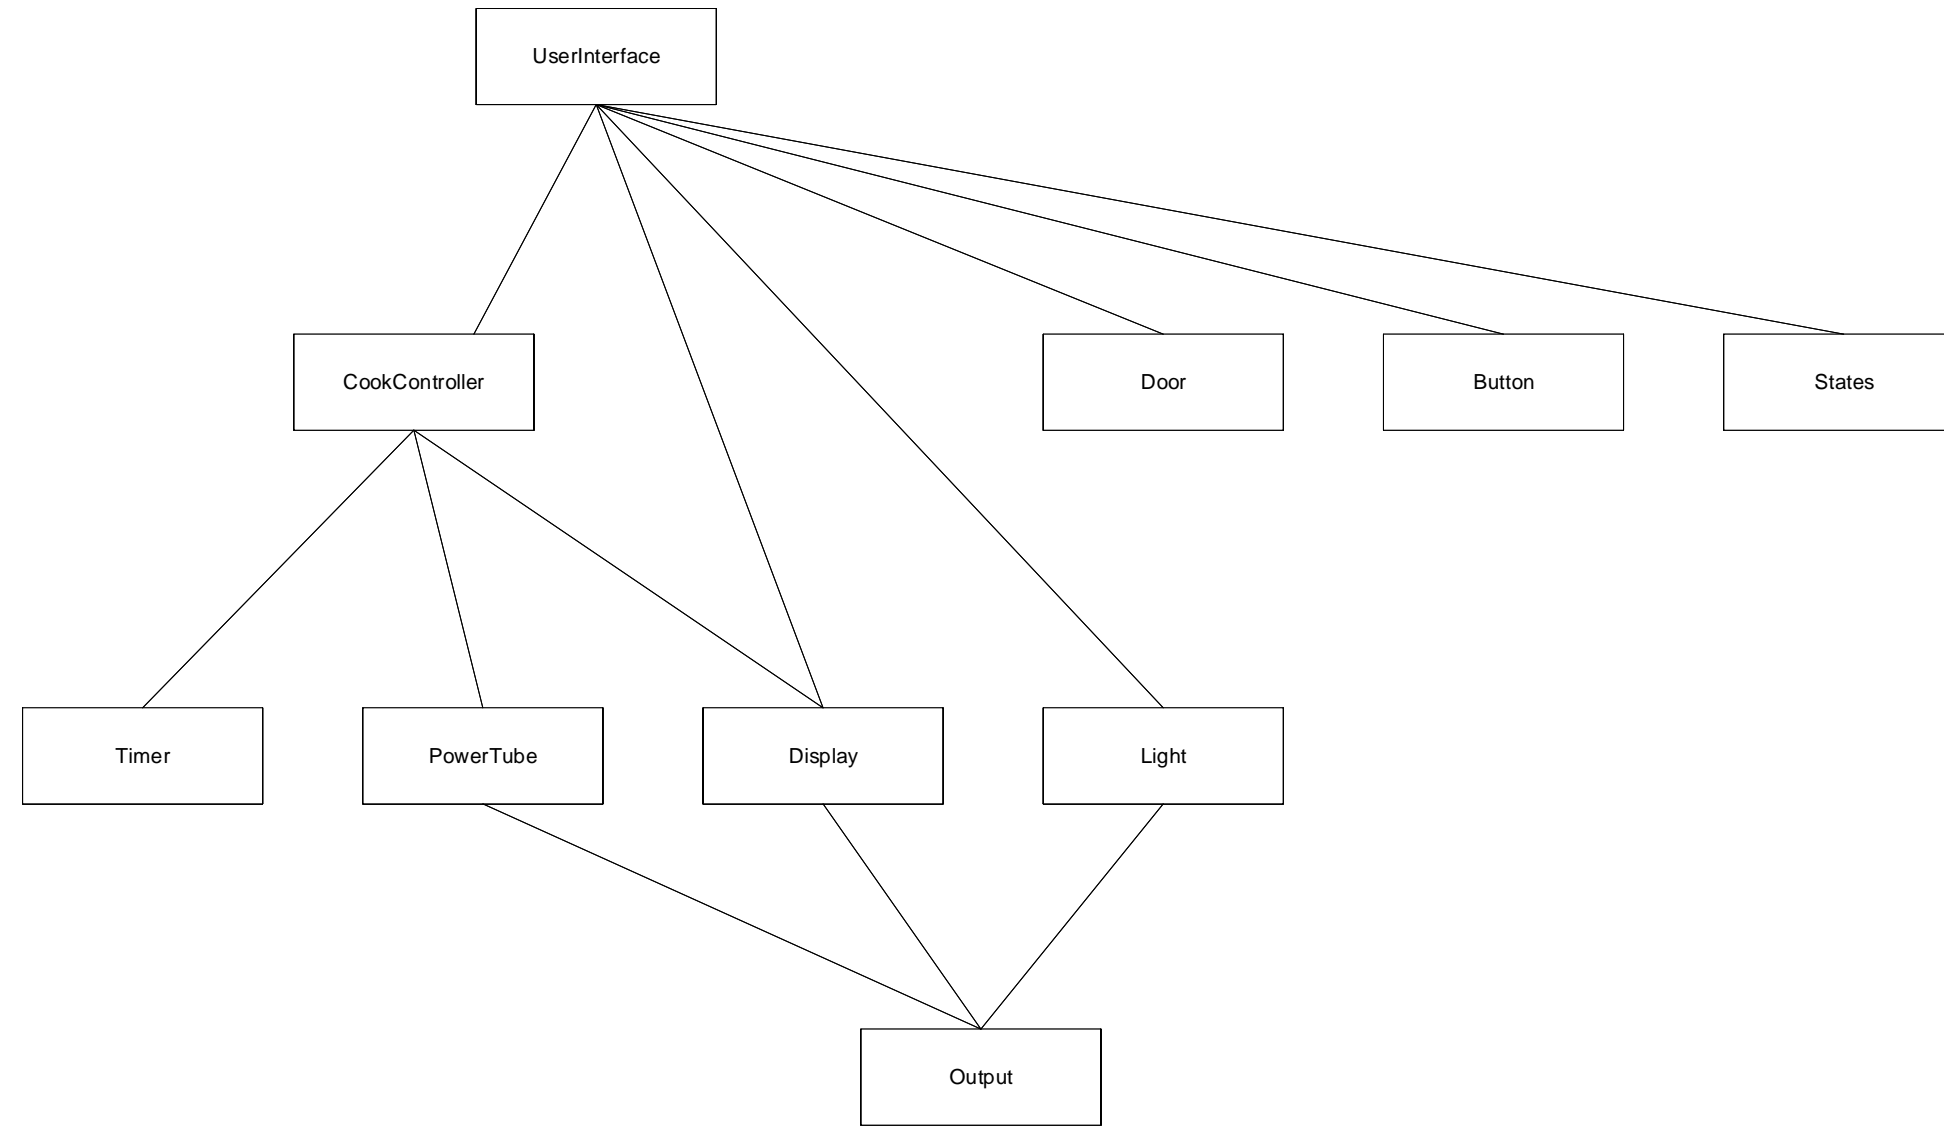 UserInterface
CookController
Door
Button
States
Timer
PowerTube
Display
Light
Output